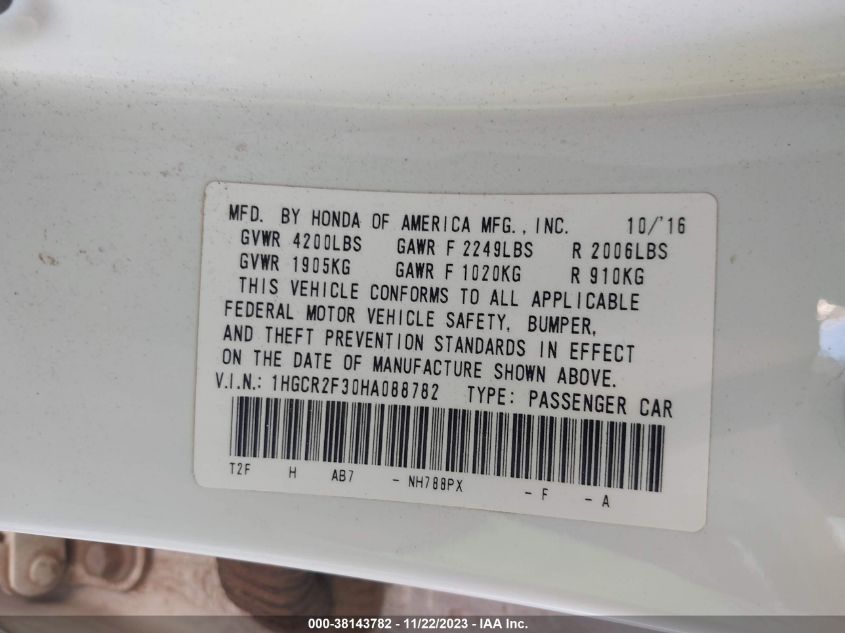 MFD. BY HONDA OF AMERICA MFG., INC. 10/'16
GVWR 4200LBS GAWR F 2249LBS R 2006LBS
GVWR 1905KG GAWR F 1020KG R 910KG
THIS VEHICLE CONFORMS TO ALL APPLICABLE
FEDERAL MOTOR VEHICLE SAFETY, BUMPER,
AND THEFT PREVENTION STANDARDS IN EFFECT
ON THE DATE OF MANUFACTURE SHOWN ABOVE.
V.I.N.: 1HGCR2F30HA088782 TYPE: PASSENGER CAR
T2F H AB7 - NH788PX - F - A
000-38143782 - 11/22/2023 - IAA Inc.